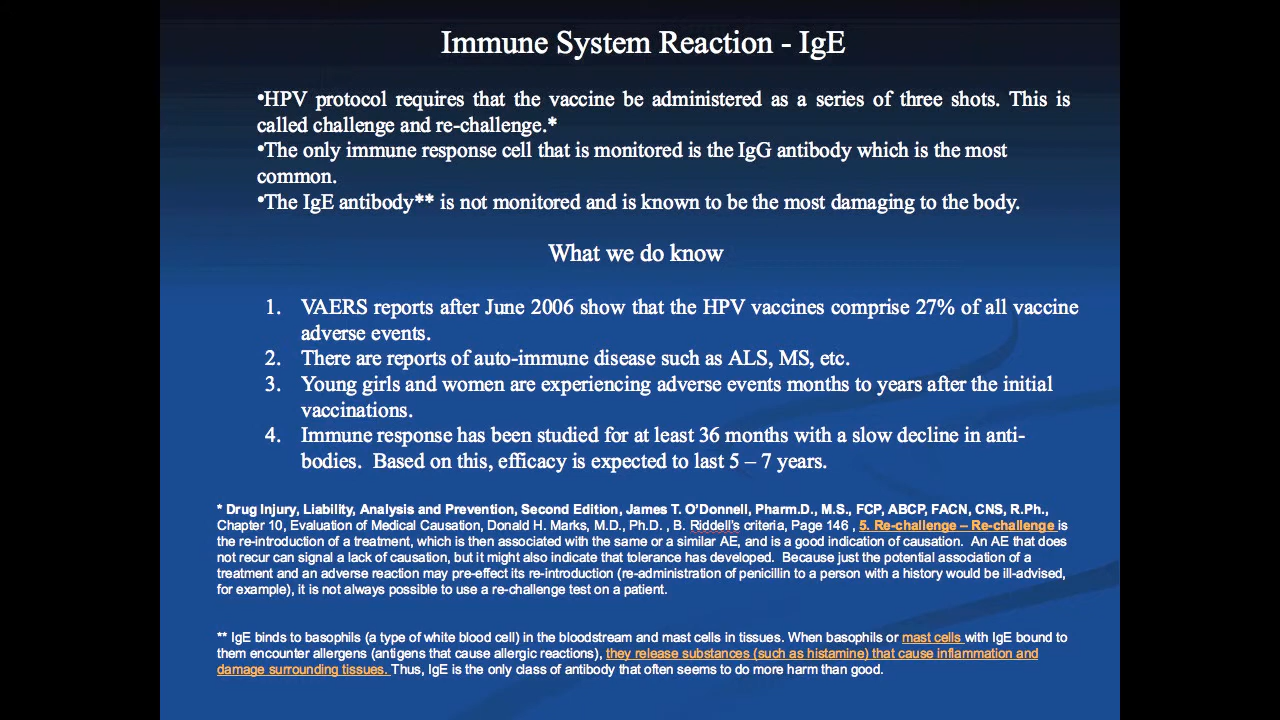 Immune System Reaction - IgE
•HPV protocol requires that the vaccine be administered as a series of three shots. This is
called challenge and re-challenge.*
•The only immune response cell that is monitored is the IgG antibody which is the most
common.
•The IgE antibody** is not monitored and is known to be the most damaging to the body.
What we do know
1. VAERS reports after June 2006 show that the HPV vaccines comprise 27% of all vaccine
adverse events.
2. There are reports of auto-immune disease such as ALS, MS, etc.
3. Young girls and women are experiencing adverse events months to years after the initial
vaccinations.
4. Immune response has been studied for at least 36 months with a slow decline in anti-
bodies. Based on this, efficacy is expected to last 5 – 7 years.
* Drug Injury, Liability, Analysis and Prevention, Second Edition, James T. O'Donnell, Pharm.D., M.S., FCP, ABCP, FACN, CNS, R.Ph.,
Chapter 10, Evaluation of Medical Causation, Donald H. Marks, M.D., Ph.D. , B. Riddell's criteria, Page 146 , 5. Re-challenge – Re-challenge is
the re-introduction of a treatment, which is then associated with the same or a similar AE, and is a good indication of causation. An AE that does
not recur can signal a lack of causation, but it might also indicate that tolerance has developed. Because just the potential association of a
treatment and an adverse reaction may pre-effect its re-introduction (re-administration of penicillin to a person with a history would be ill-advised,
for example), it is not always possible to use a re-challenge test on a patient.
** IgE binds to basophils (a type of white blood cell) in the bloodstream and mast cells in tissues. When basophils or mast cells with IgE bound to
them encounter allergens (antigens that cause allergic reactions), they release substances (such as histamine) that cause inflammation and
damage surrounding tissues. Thus, IgE is the only class of antibody that often seems to do more harm than good.